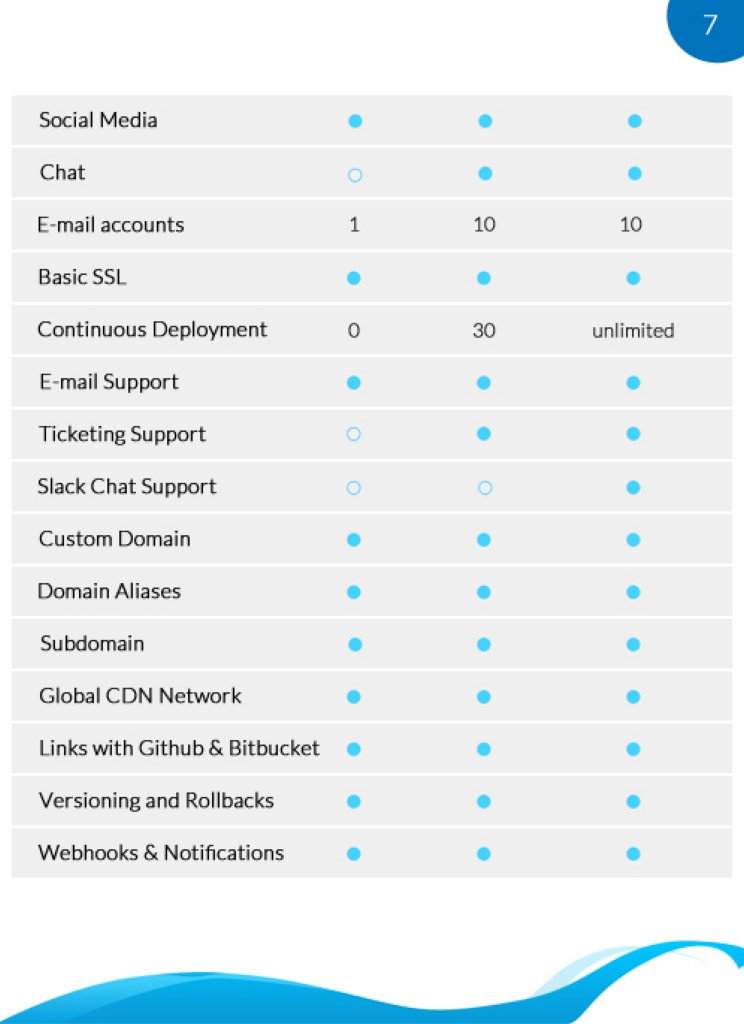 7
Social Media
Chat
E-mail accounts 1 10 10
Basic SSL
Continuous Deployment 0 30 unlimited
E-mail Support
Ticketing Support
Slack Chat Support
Custom Domain
Domain Aliases
Subdomain
Global CDN Network
Links with Github & Bitbucket
Versioning and Rollbacks
Webhooks & Notifications